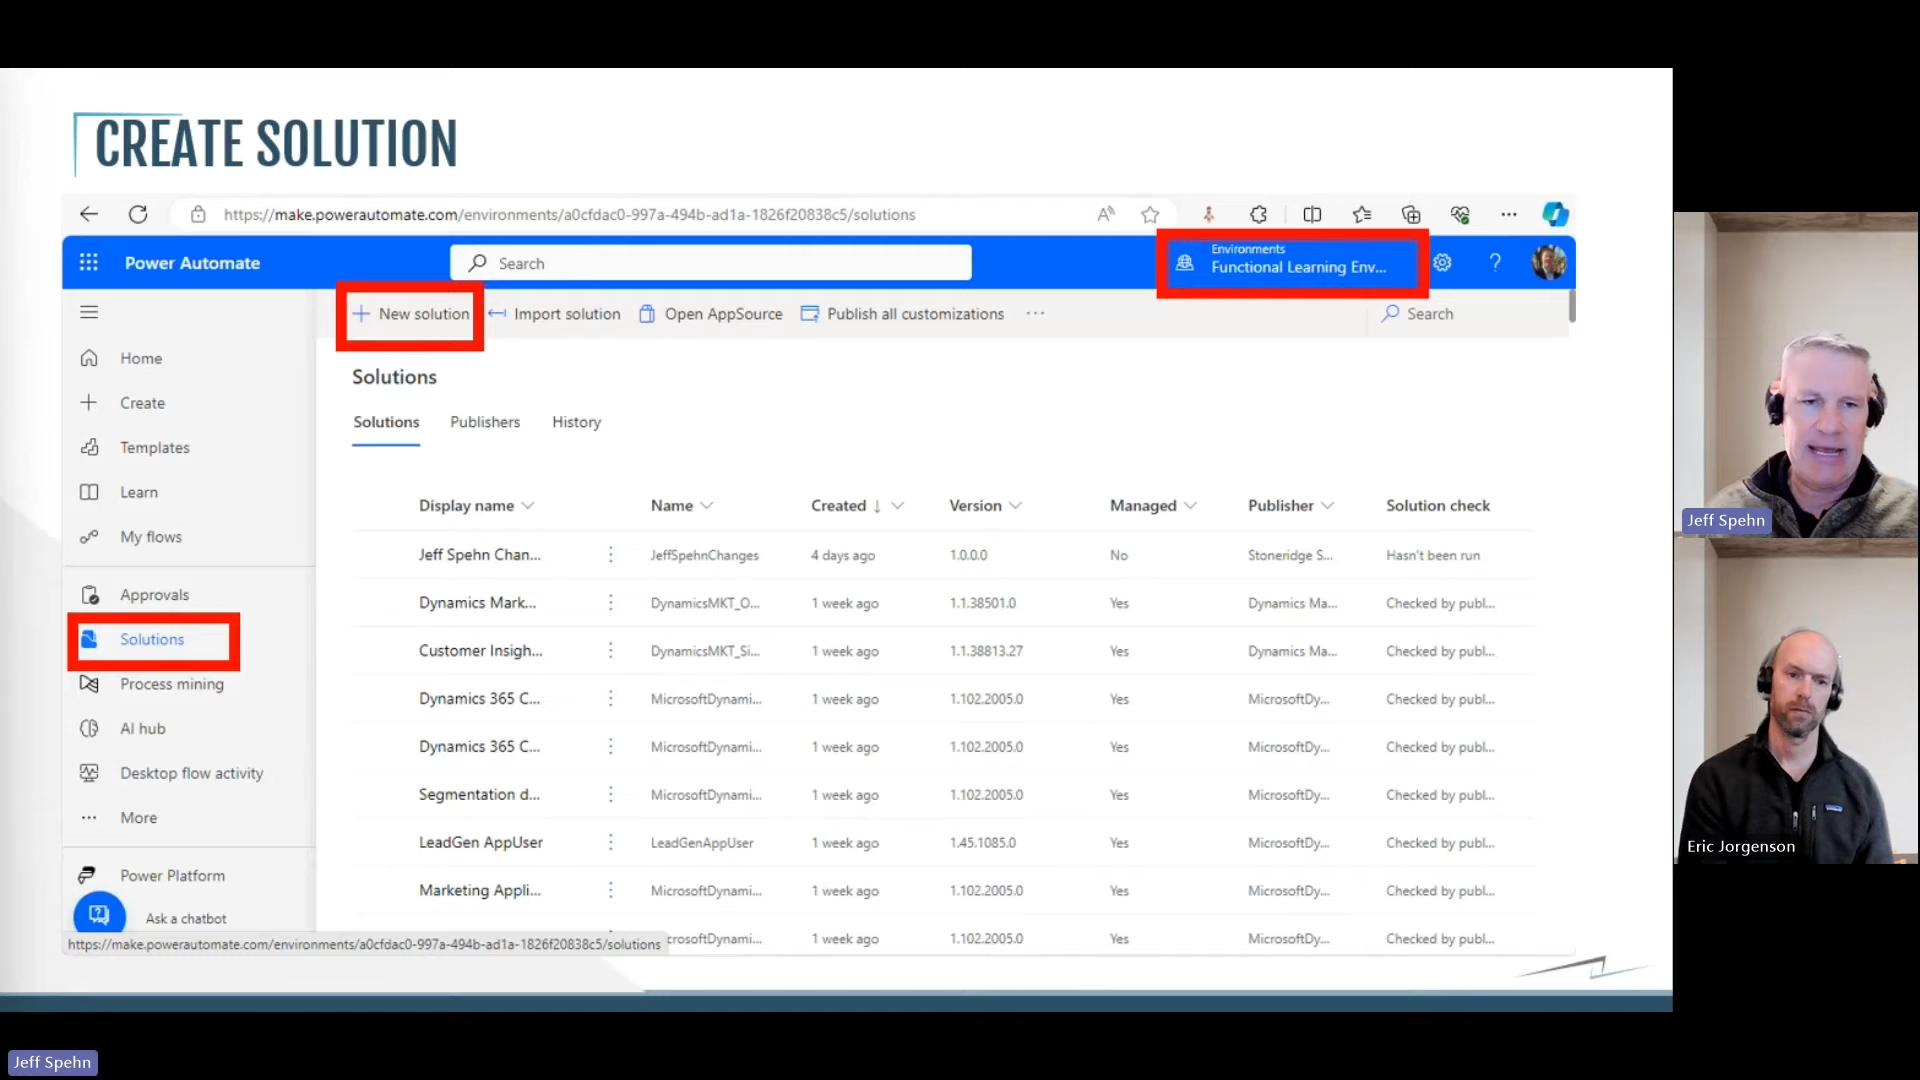 CREATE SOLUTION
https://make.powerautomate.com/environments/a0cfdac0-997a-494b-ad1a-1826f20838c5/solutions
Power Automate
Search
Environments
Functional Learning Env...
New solution
Import solution
Open AppSource
Publish all customizations
Search
Home
Create
Templates
Learn
My flows
Approvals
Solutions
Process mining
AI hub
Desktop flow activity
More
Power Platform
Ask a chatbot
https://make.powerautomate.com/environments/a0cfdac0-997a-494b-ad1a-1826f20838c5/solutions
Solutions
Solutions Publishers History
Display name Name Created Version Managed Publisher Solution check
Jeff Spehn Chan... JeffSpehnChanges 4 days ago 1.0.0.0 No Stoneridge S... Hasn't been run
Dynamics Mark... DynamicsMKT_O... 1 week ago 1.1.38501.0 Yes Dynamics Ma... Checked by publ...
Customer Insigh... DynamicsMKT_Si... 1 week ago 1.1.38813.27 Yes Dynamics Ma... Checked by publ...
Dynamics 365 C... MicrosoftDynami... 1 week ago 1.102.2005.0 Yes MicrosoftDy... Checked by publ...
Dynamics 365 C... MicrosoftDynami... 1 week ago 1.102.2005.0 Yes MicrosoftDy... Checked by publ...
Segmentation d... MicrosoftDynami... 1 week ago 1.102.2005.0 Yes MicrosoftDy... Checked by publ...
LeadGen AppUser LeadGenAppUser 1 week ago 1.45.1085.0 Yes MicrosoftDy... Checked by publ...
Marketing Appli... MicrosoftDynami... 1 week ago 1.102.2005.0 Yes MicrosoftDy... Checked by publ...
crosoftDynami... 1 week ago 1.102.2005.0 Yes MicrosoftDy... Checked by publ...
Jeff Spehn
Eric Jorgenson
Jeff Spehn